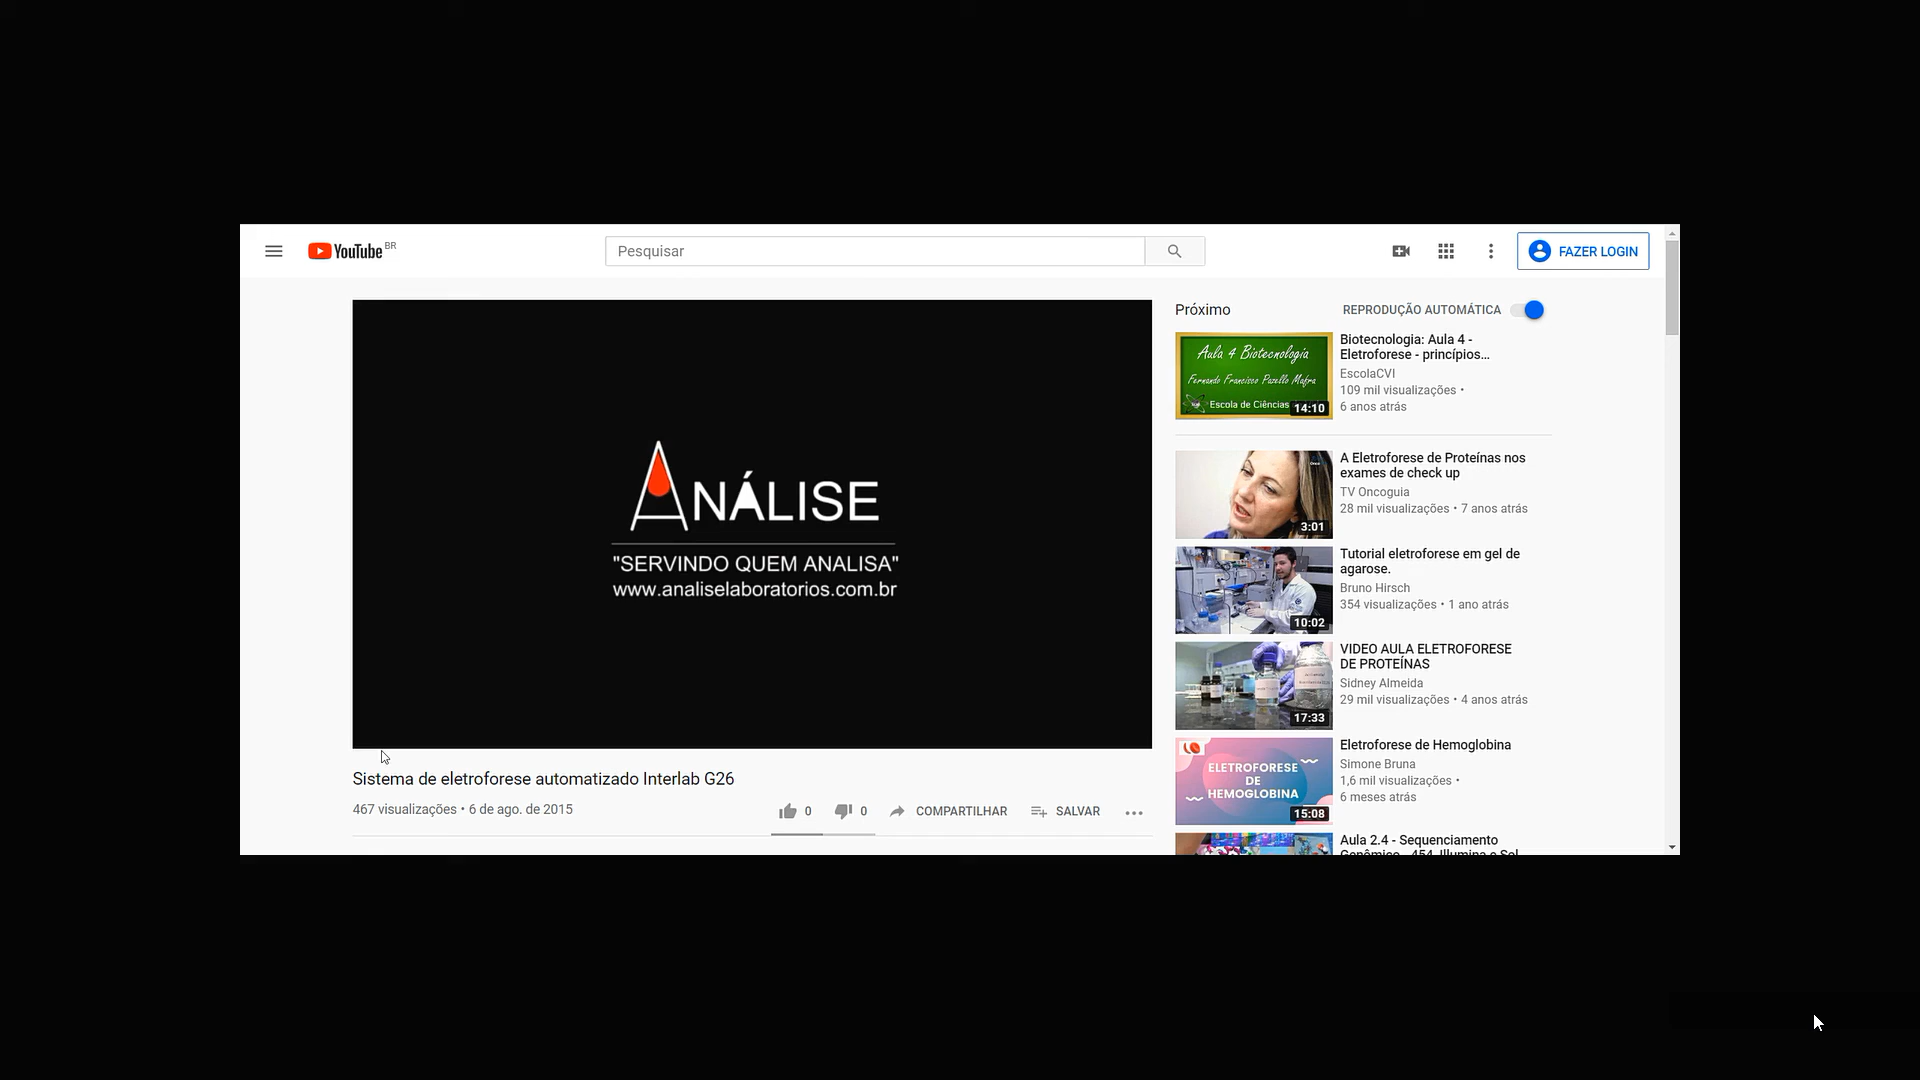 YouTube BR
Pesquisar
FAZER LOGIN
ANÁLISE
"SERVINDO QUEM ANALISA"
www.analiselaboratorios.com.br
Sistema de eletroforese automatizado Interlab G26
467 visualizações • 6 de ago. de 2015
0
0
COMPARTILHAR
SALVAR
Próximo
REPRODUÇÃO AUTOMÁTICA
Aula 4 Biotecnologia
Fernando Francisco Pazello Mafra
Escola de Ciências
14:10
Biotecnologia: Aula 4 -
Eletroforese - princípios...
EscolaCVI
109 mil visualizações •
6 anos atrás
3:01
A Eletroforese de Proteínas nos
exames de check up
TV Oncoguia
28 mil visualizações • 7 anos atrás
10:02
Tutorial eletroforese em gel de
agarose.
Bruno Hirsch
354 visualizações • 1 ano atrás
17:33
VIDEO AULA ELETROFORESE
DE PROTEÍNAS
Sidney Almeida
29 mil visualizações • 4 anos atrás
ELETROFORESE
DE
HEMOGLOBINA
15:08
Eletroforese de Hemoglobina
Simone Bruna
1,6 mil visualizações •
6 meses atrás
Aula 2.4 - Sequenciamento
Genômico - 454, Illumina e Sol